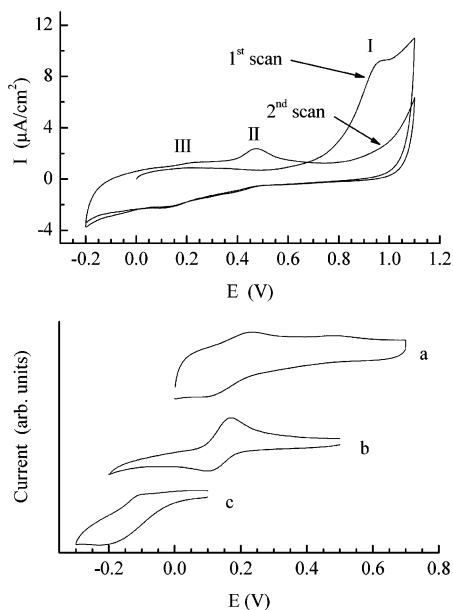 12
8
4
0
-4
I (μA/cm²)
I
1st scan
2nd scan
II
III
-0.2 0.0 0.2 0.4 0.6 0.8 1.0 1.2
E (V)
Current (arb. units)
a
b
c
-0.2 0.0 0.2 0.4 0.6 0.8
E (V)